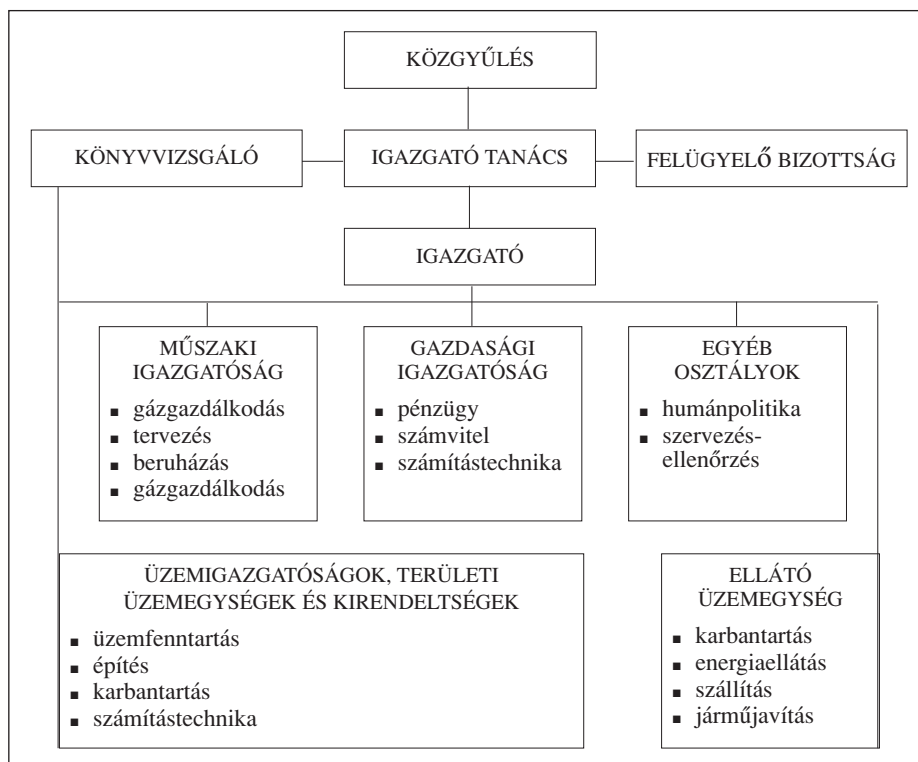 KÖZGYŰLÉS
KÖNYVVIZSGÁLÓ
IGAZGATÓ TANÁCS
FELÜGYELŐ BIZOTTSÁG
IGAZGATÓ
MŰSZAKI
IGAZGATÓSÁG
▪ gázgazdálkodás
▪ tervezés
▪ beruházás
▪ gázgazdálkodás
GAZDASÁGI
IGAZGATÓSÁG
▪ pénzügy
▪ számvitel
▪ számítástechnika
EGYÉB
OSZTÁLYOK
▪ humánpolitika
▪ szervezés-
ellenőrzés
ÜZEMIGAZGATÓSÁGOK, TERÜLETI
ÜZEMEGYSÉGEK ÉS KIRENDELTSÉGEK
▪ üzemfenntartás
▪ építés
▪ karbantartás
▪ számítástechnika
ELLÁTÓ
ÜZEMEGYSÉG
▪ karbantartás
▪ energiaellátás
▪ szállítás
▪ járműjavítás